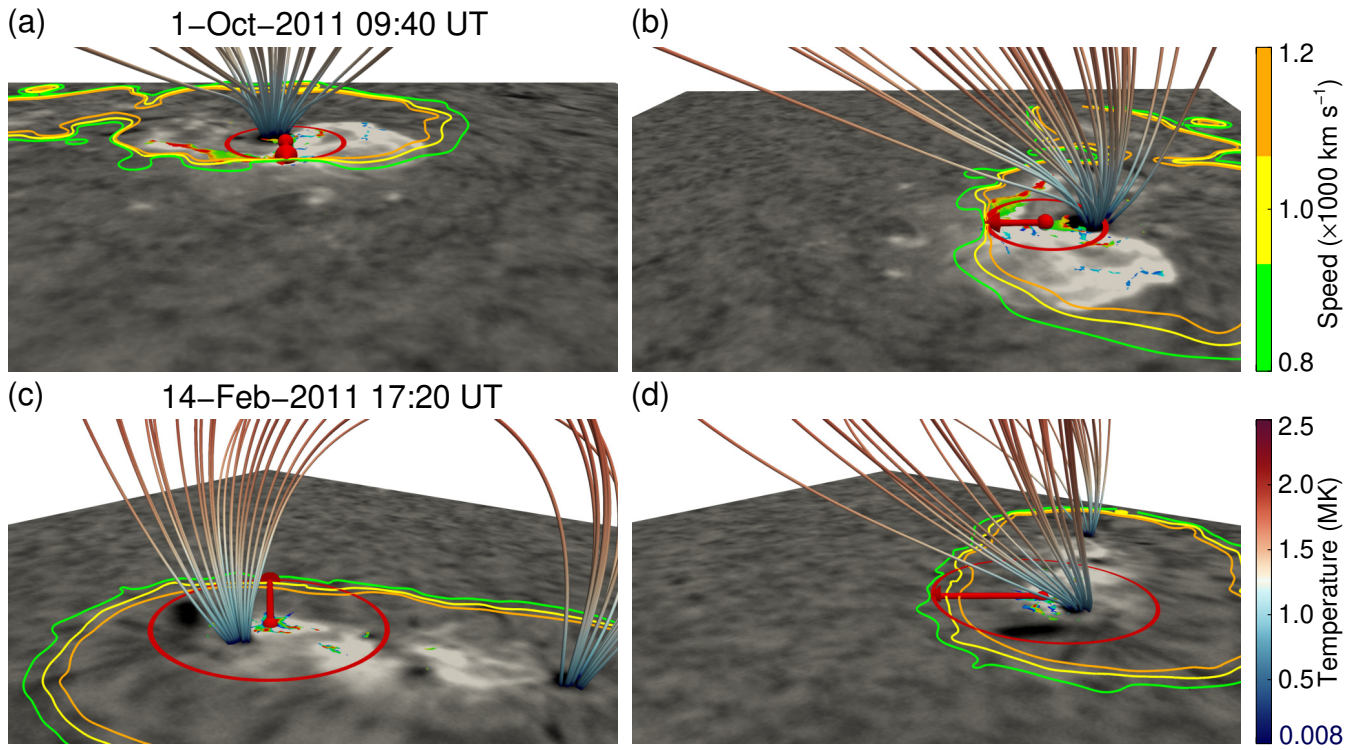 (a) 1–Oct–2011 09:40 UT
(b)
1.2
1.0
0.8
Speed (×1000 km s⁻¹)
(c) 14–Feb–2011 17:20 UT
(d)
2.5
2.0
1.5
1.0
0.5
0.008
Temperature (MK)